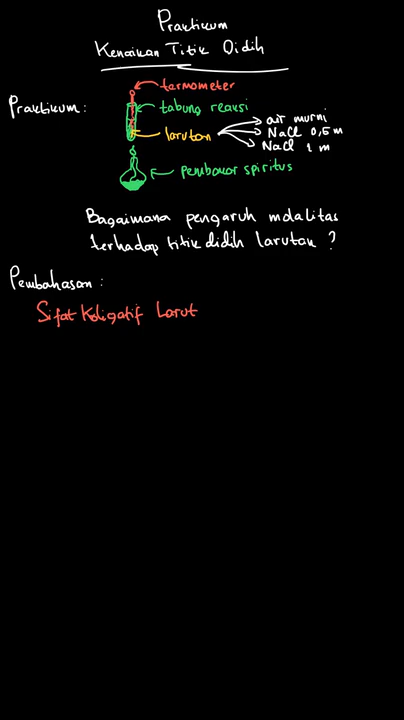 Praktikum
Kenaikan Titik Didih
Praktikum :
termometer
tabung reaksi
larutan
air murni
NaCl 0,5 m
NaCl 1 m
pembakar spiritus
Bagaimana pengaruh molalitas
terhadap titik didih larutan ?
Pembahasan :
Sifat Koligatif Larut